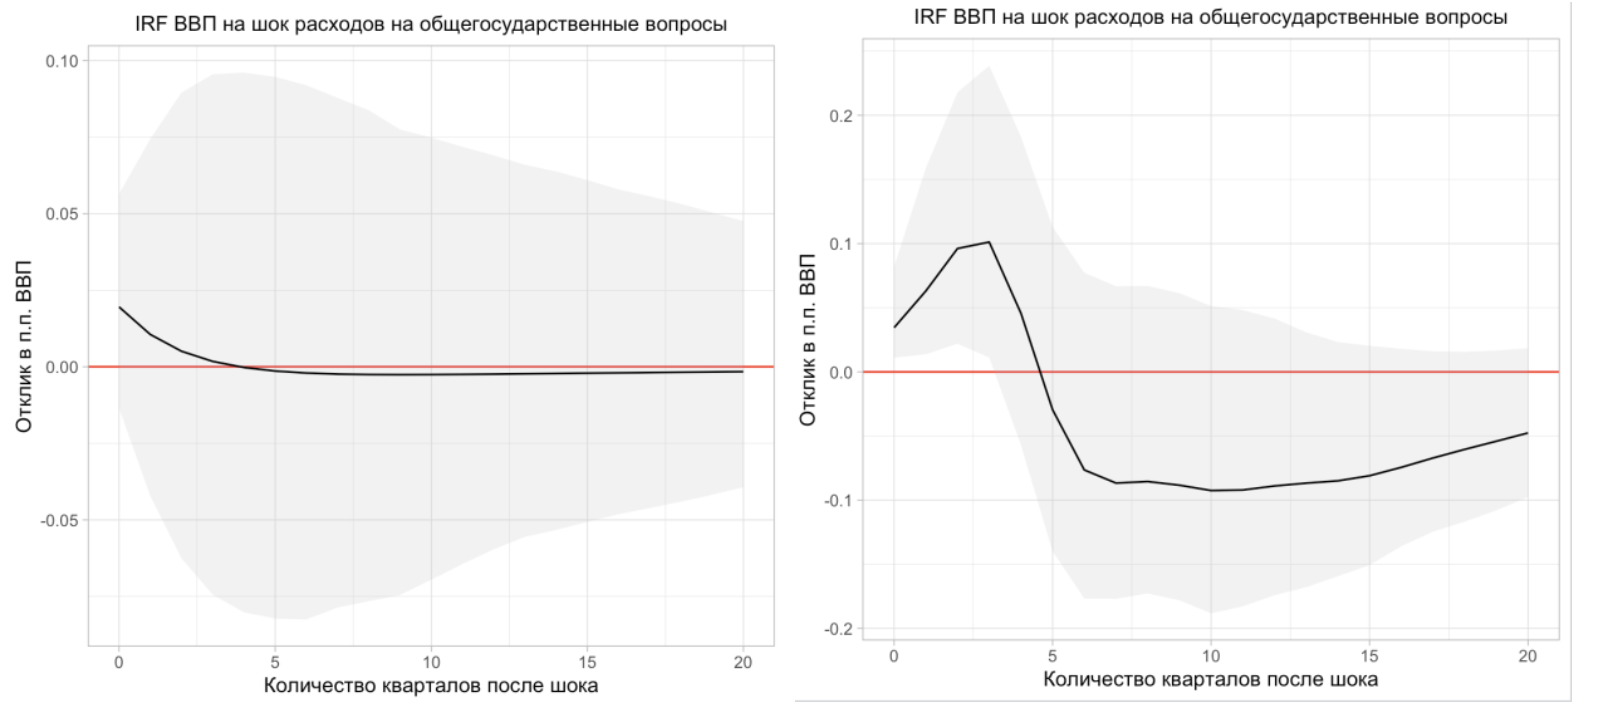 IRF ВВП на шок расходов на общегосударственные вопросы
0.10
0.05
0.00
-0.05
Отклик в п.п. ВВП
0 5 10 15 20
Количество кварталов после шока
IRF ВВП на шок расходов на общегосударственные вопросы
0.2
0.1
0.0
-0.1
-0.2
Отклик в п.п. ВВП
0 5 10 15 20
Количество кварталов после шока